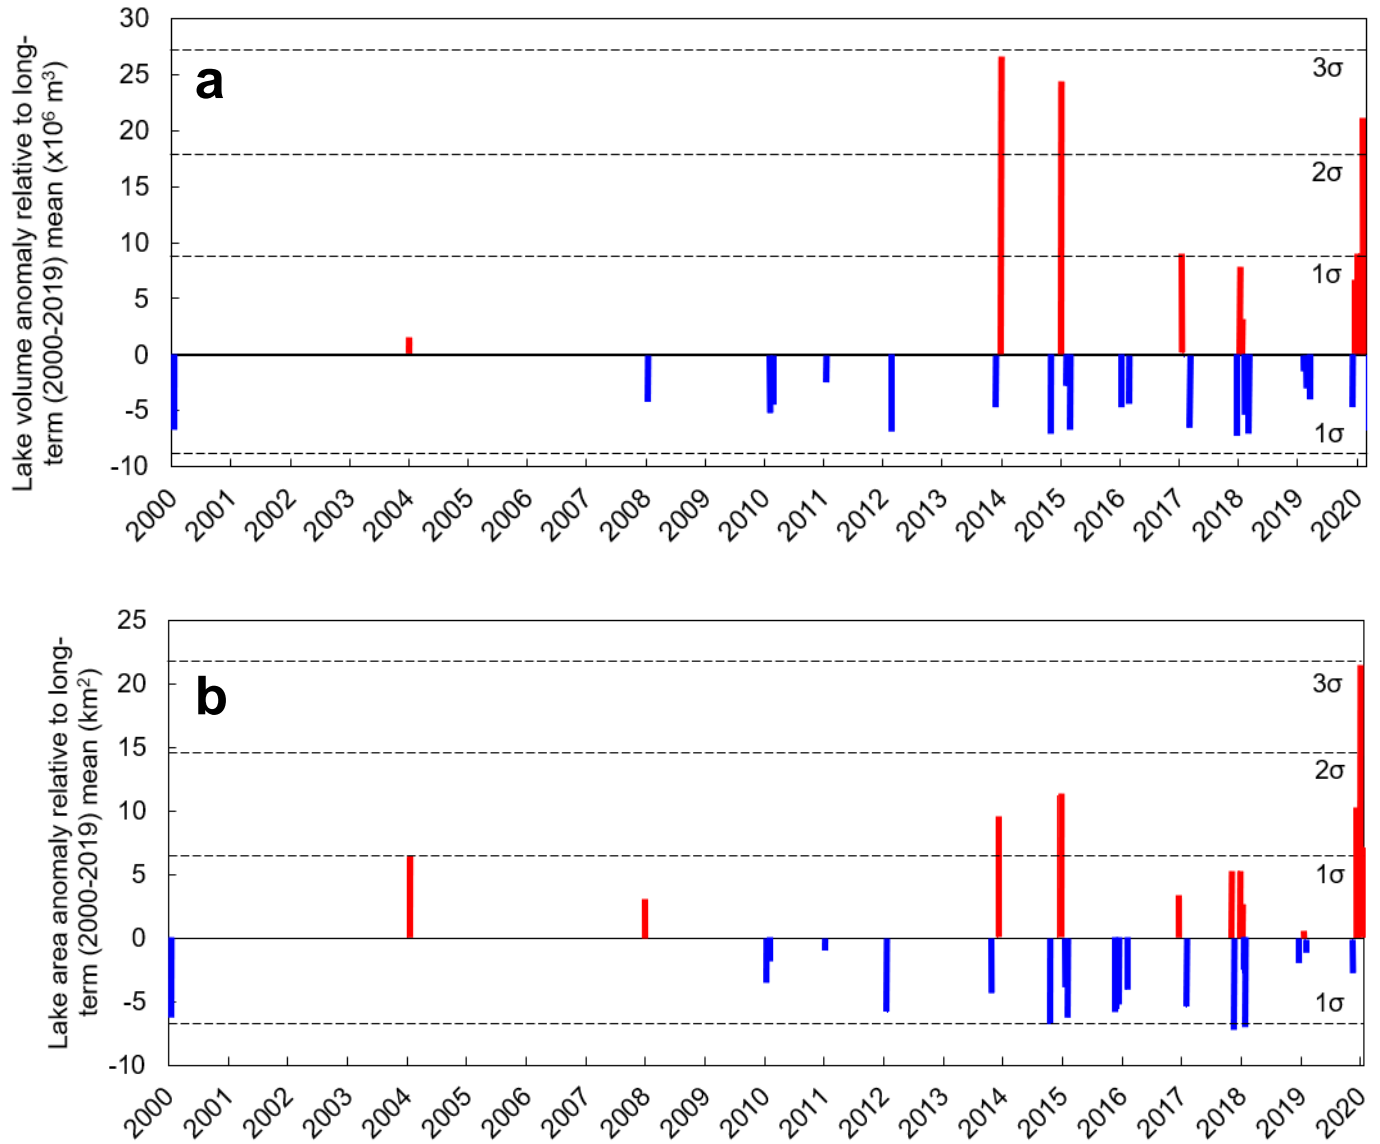 Lake volume anomaly relative to long-
term (2000-2019) mean (x10⁶ m³)
30
25
20
15
10
5
0
-5
-10
a
3σ
2σ
1σ
1σ
2000 2001 2002 2003 2004 2005 2006 2007 2008 2009 2010 2011 2012 2013 2014 2015 2016 2017 2018 2019 2020
Lake area anomaly relative to long-
term (2000-2019) mean (km²)
25
20
15
10
5
0
-5
-10
b
3σ
2σ
1σ
1σ
2000 2001 2002 2003 2004 2005 2006 2007 2008 2009 2010 2011 2012 2013 2014 2015 2016 2017 2018 2019 2020